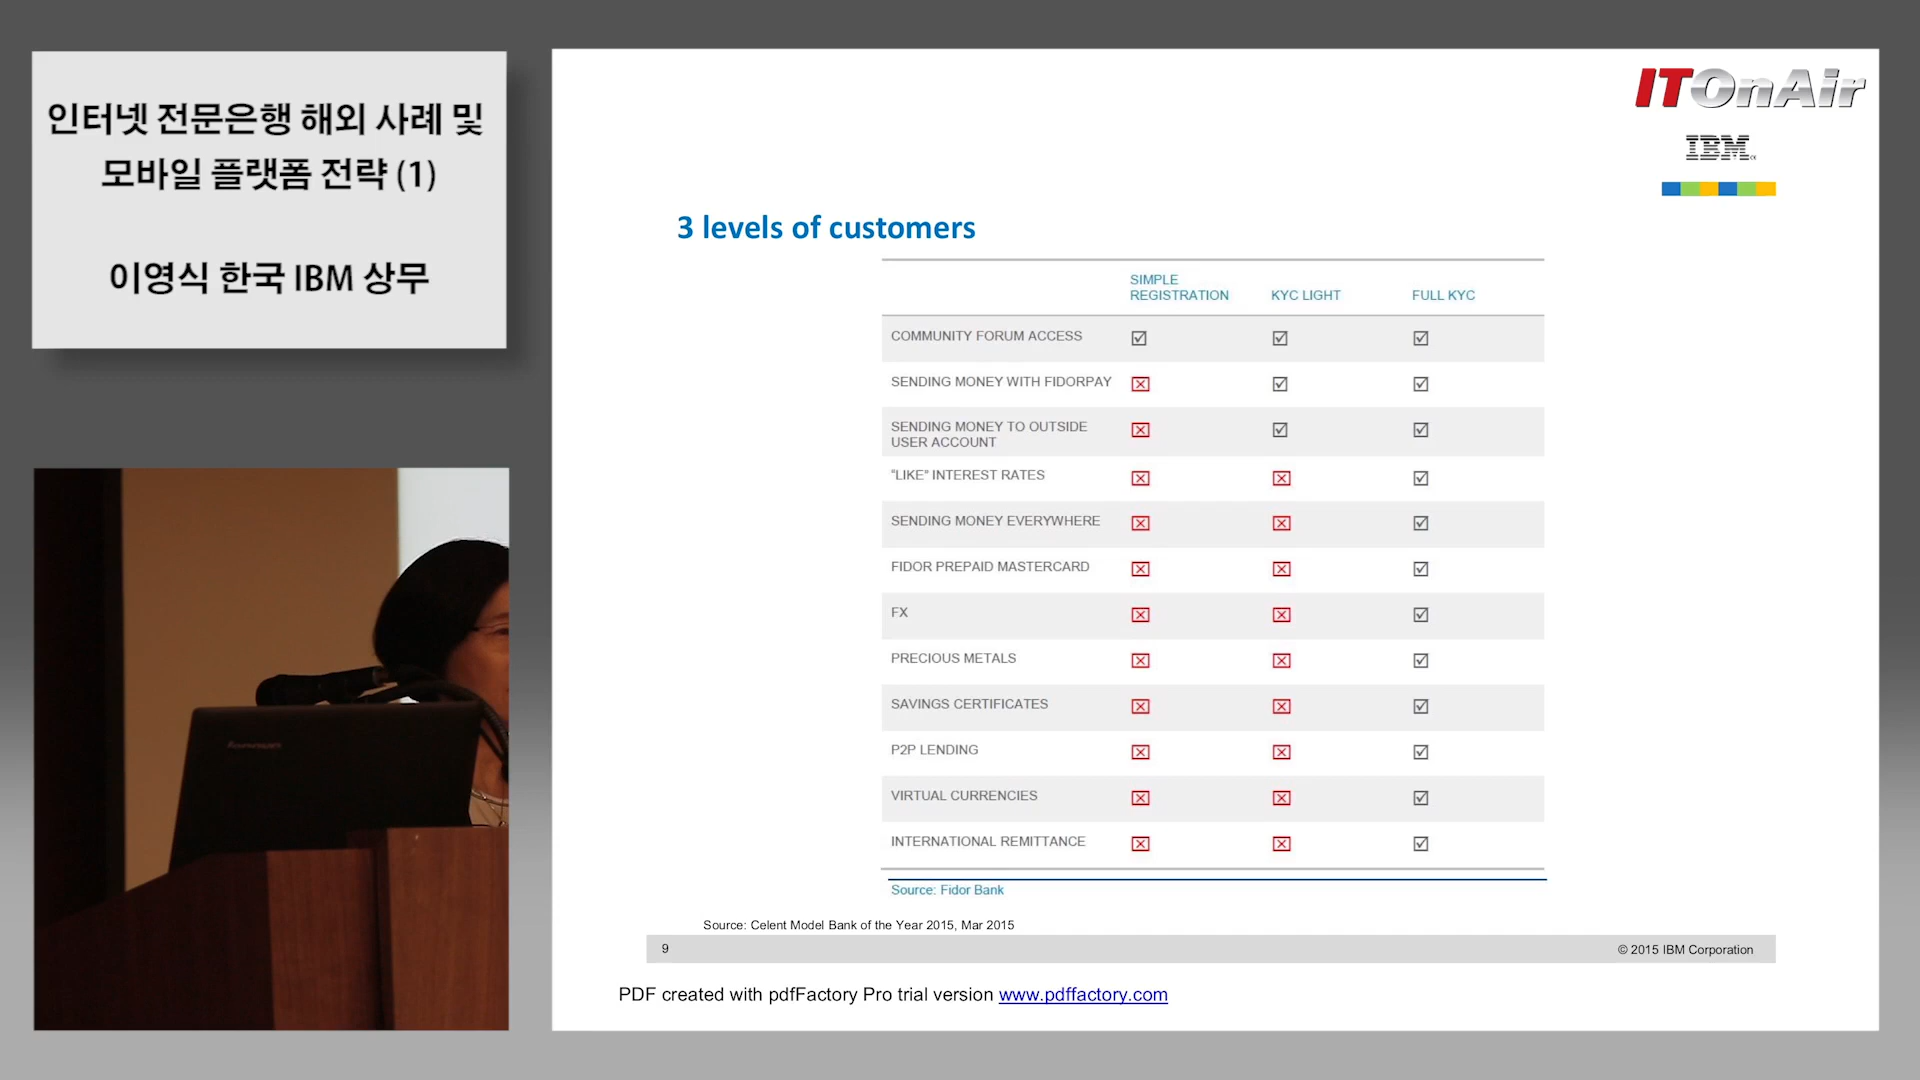 인터넷 전문은행 해외 사례 및
모바일 플랫폼 전략 (1)
이영식 한국 IBM 상무
ITOnAir
IBM
3 levels of customers
SIMPLE
REGISTRATION KYC LIGHT FULL KYC
COMMUNITY FORUM ACCESS ☑ ☑ ☑
SENDING MONEY WITH FIDORPAY ☒ ☑ ☑
SENDING MONEY TO OUTSIDE
USER ACCOUNT ☒ ☑ ☑
"LIKE" INTEREST RATES ☒ ☒ ☑
SENDING MONEY EVERYWHERE ☒ ☒ ☑
FIDOR PREPAID MASTERCARD ☒ ☒ ☑
FX ☒ ☒ ☑
PRECIOUS METALS ☒ ☒ ☑
SAVINGS CERTIFICATES ☒ ☒ ☑
P2P LENDING ☒ ☒ ☑
VIRTUAL CURRENCIES ☒ ☒ ☑
INTERNATIONAL REMITTANCE ☒ ☒ ☑
Source: Fidor Bank
Source: Celent Model Bank of the Year 2015, Mar 2015
9 © 2015 IBM Corporation
PDF created with pdfFactory Pro trial version www.pdffactory.com